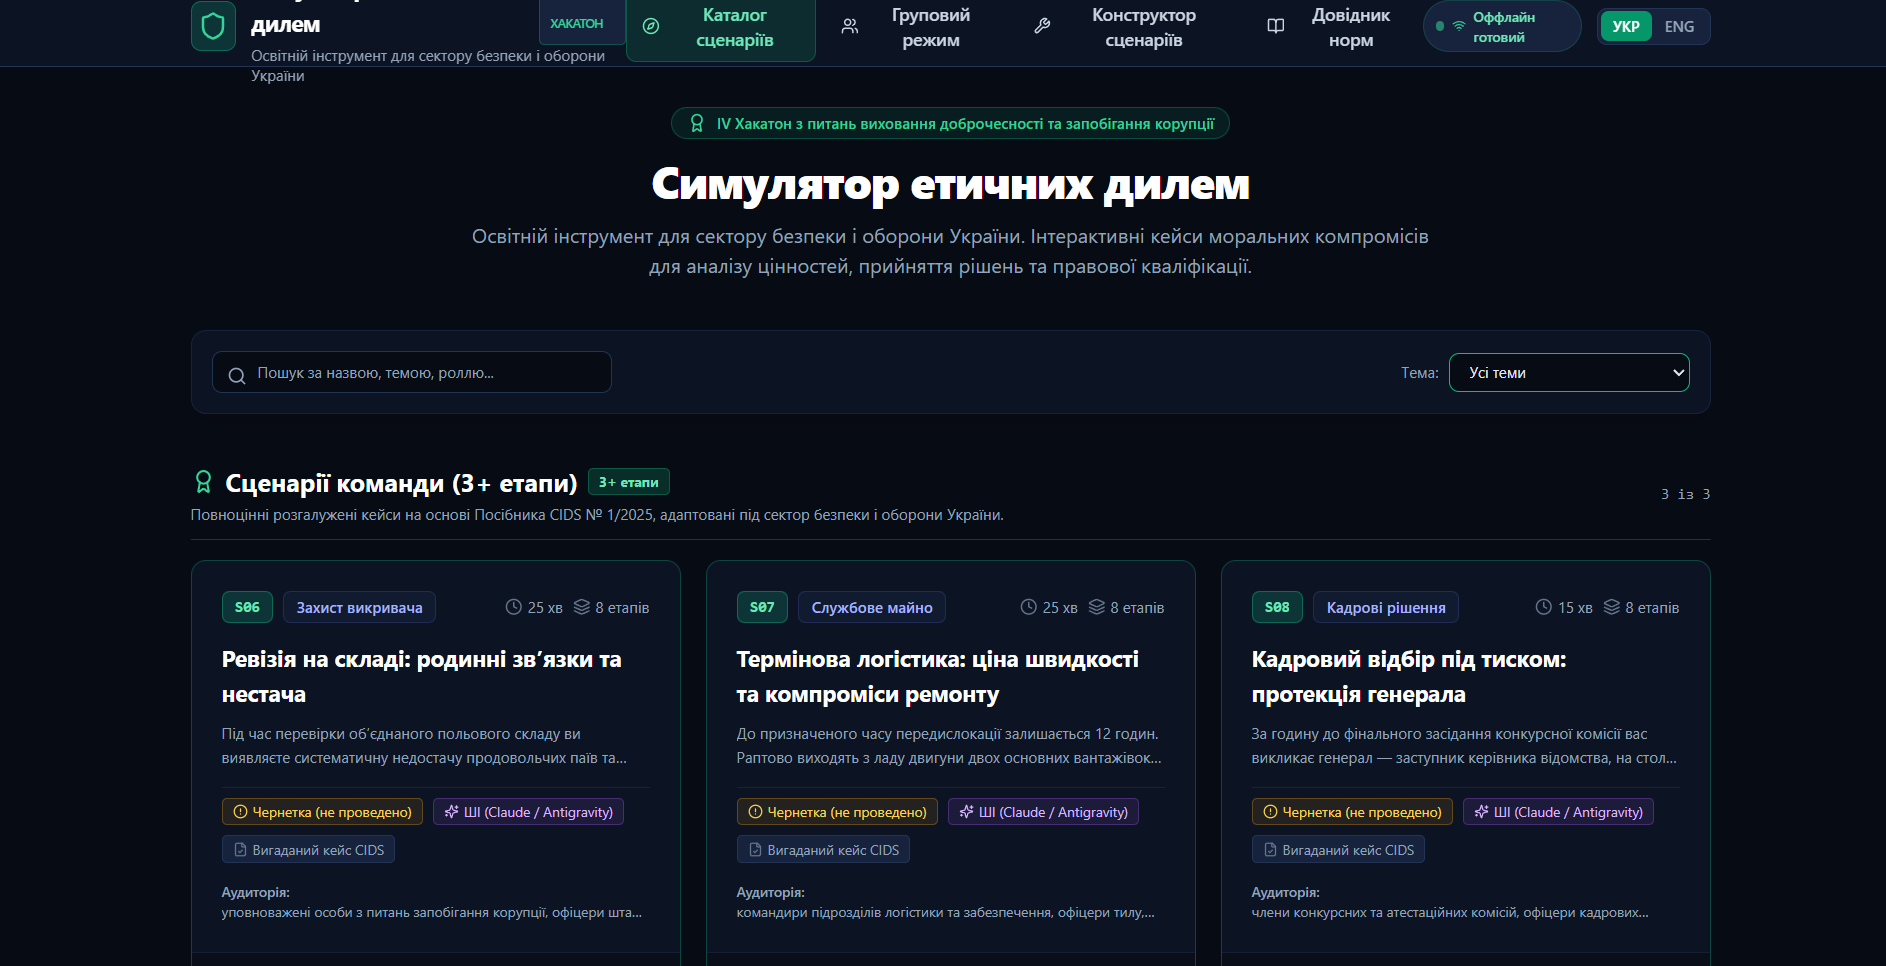 дилем
Освітній інструмент для сектору безпеки і оборони
України
ХАКАТОН
Каталог
сценаріїв
Груповий
режим
Конструктор
сценаріїв
Довідник
норм
Оффлайн
готовий
УКР ENG
IV Хакатон з питань виховання доброчесності та запобігання корупції
Симулятор етичних дилем
Освітній інструмент для сектору безпеки і оборони України. Інтерактивні кейси моральних компромісів
для аналізу цінностей, прийняття рішень та правової кваліфікації.
Пошук за назвою, темою, роллю...
Тема: Усі теми
Сценарії команди (3+ етапи) 3+ етапи
3 із 3
Повноцінні розгалужені кейси на основі Посібника CIDS № 1/2025, адаптовані під сектор безпеки і оборони України.
S06 Захист викривача 25 хв 8 етапів
Ревізія на складі: родинні зв’язки та
нестача
Під час перевірки об’єднаного польового складу ви
виявляєте систематичну недостачу продовольчих паїв та...
Чернетка (не проведено) ШІ (Claude / Antigravity)
Вигаданий кейс CIDS
Аудиторія:
уповноважені особи з питань запобігання корупції, офіцери шта...
S07 Службове майно 25 хв 8 етапів
Термінова логістика: ціна швидкості
та компроміси ремонту
До призначеного часу передислокації залишається 12 годин.
Раптово виходять з ладу двигуни двох основних вантажівок...
Чернетка (не проведено) ШІ (Claude / Antigravity)
Вигаданий кейс CIDS
Аудиторія:
командири підрозділів логістики та забезпечення, офіцери тилу,...
S08 Кадрові рішення 15 хв 8 етапів
Кадровий відбір під тиском:
протекція генерала
За годину до фінального засідання конкурсної комісії вас
викликає генерал — заступник керівника відомства, на стол...
Чернетка (не проведено) ШІ (Claude / Antigravity)
Вигаданий кейс CIDS
Аудиторія:
члени конкурсних та атестаційних комісій, офіцери кадрових...